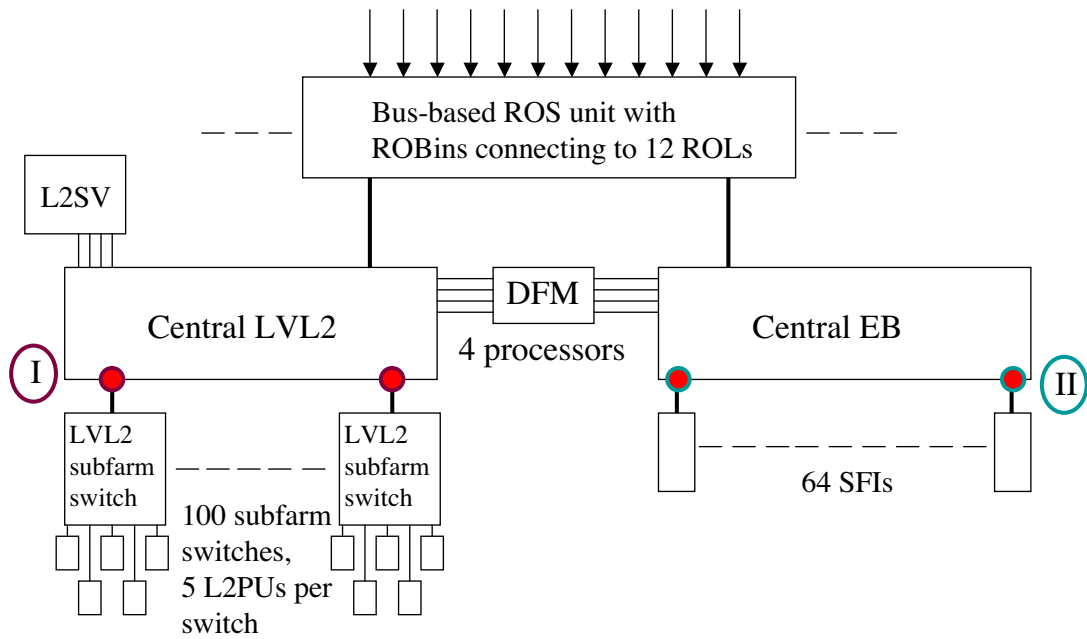 Bus-based ROS unit with
ROBins connecting to 12 ROLs
L2SV
Central LVL2
DFM
Central EB
4 processors
I
II
LVL2
subfarm
switch
LVL2
subfarm
switch
100 subfarm
switches,
5 L2PUs per
switch
64 SFIs